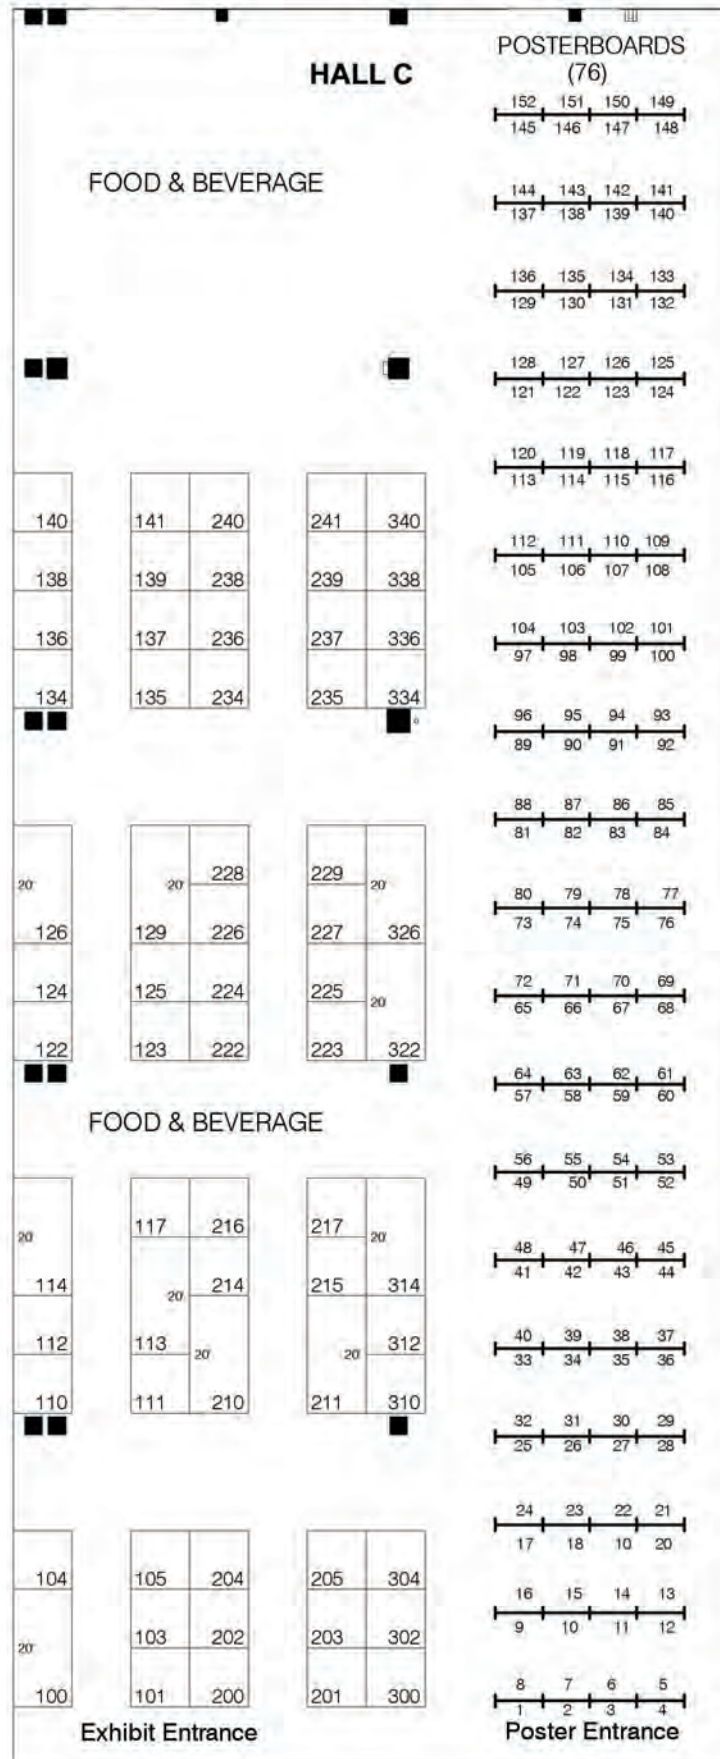 HALL C
POSTERBOARDS
(76)
FOOD & BEVERAGE
140 141 240 241 340
138 139 238 239 338
136 137 236 237 336
134 135 234 235 334
228 229
20' 20' 20'
126 129 226 227 326
124 125 224 225 20'
122 123 222 223 322
FOOD & BEVERAGE
117 216 217
20' 20'
114 20' 214 215 314
112 113 20' 20' 312
110 111 210 211 310
104 105 204 205 304
20' 103 202 203 302
100 101 200 201 300
Exhibit Entrance
152 151 150 149
145 146 147 148
144 143 142 141
137 138 139 140
136 135 134 133
129 130 131 132
128 127 126 125
121 122 123 124
120 119 118 117
113 114 115 116
112 111 110 109
105 106 107 108
104 103 102 101
97 98 99 100
96 95 94 93
89 90 91 92
88 87 86 85
81 82 83 84
80 79 78 77
73 74 75 76
72 71 70 69
65 66 67 68
64 63 62 61
57 58 59 60
56 55 54 53
49 50 51 52
48 47 46 45
41 42 43 44
40 39 38 37
33 34 35 36
32 31 30 29
25 26 27 28
24 23 22 21
17 18 10 20
16 15 14 13
9 10 11 12
8 7 6 5
1 2 3 4
Poster Entrance